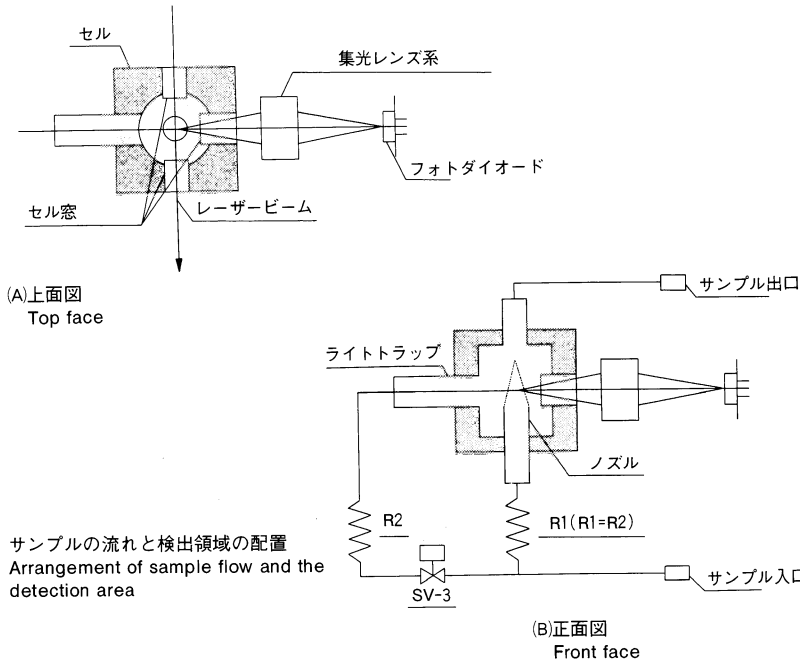 セル
集光レンズ系
フォトダイオード
セル窓
レーザービーム
(A)上面図
Top face
サンプル出口
ライトトラップ
ノズル
R2
R1(R1=R2)
サンプルの流れと検出領域の配置
Arrangement of sample flow and the
detection area
SV-3
サンプル入口
(B)正面図
Front face